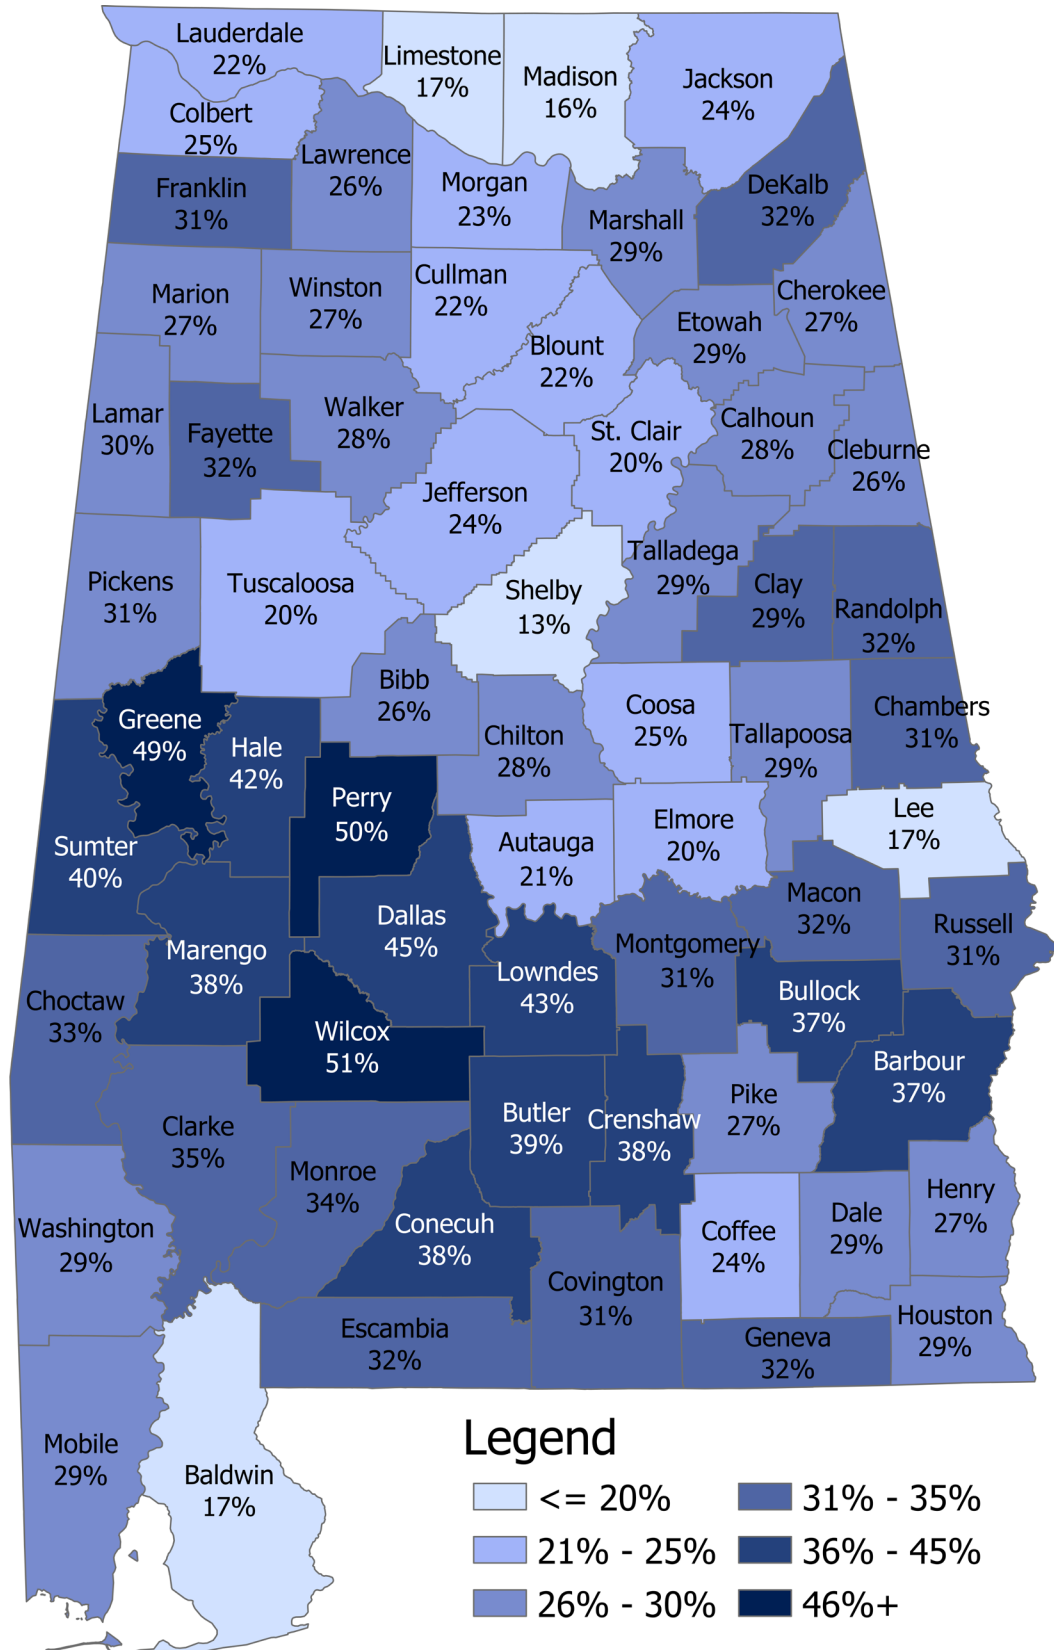 Lauderdale
22%
Limestone
17%
Madison
16%
Jackson
24%
Colbert
25%
Lawrence
26%
Franklin
31%
Morgan
23%
Marshall
29%
DeKalb
32%
Marion
27%
Winston
27%
Cullman
22%
Cherokee
27%
Etowah
29%
Blount
22%
Lamar
30%
Fayette
32%
Walker
28%
St. Clair
20%
Calhoun
28%
Cleburne
26%
Jefferson
24%
Pickens
31%
Tuscaloosa
20%
Shelby
13%
Talladega
29%
Clay
29%
Randolph
32%
Greene
49%
Hale
42%
Bibb
26%
Chilton
28%
Coosa
25%
Tallapoosa
29%
Chambers
31%
Sumter
40%
Perry
50%
Autauga
21%
Elmore
20%
Lee
17%
Marengo
38%
Dallas
45%
Lowndes
43%
Montgomery
31%
Macon
32%
Russell
31%
Choctaw
33%
Wilcox
51%
Bullock
37%
Barbour
37%
Clarke
35%
Monroe
34%
Butler
39%
Crenshaw
38%
Pike
27%
Washington
29%
Conecuh
38%
Covington
31%
Coffee
24%
Dale
29%
Henry
27%
Escambia
32%
Geneva
32%
Houston
29%
Mobile
29%
Baldwin
17%
Legend
<= 20%
21% - 25%
26% - 30%
31% - 35%
36% - 45%
46%+